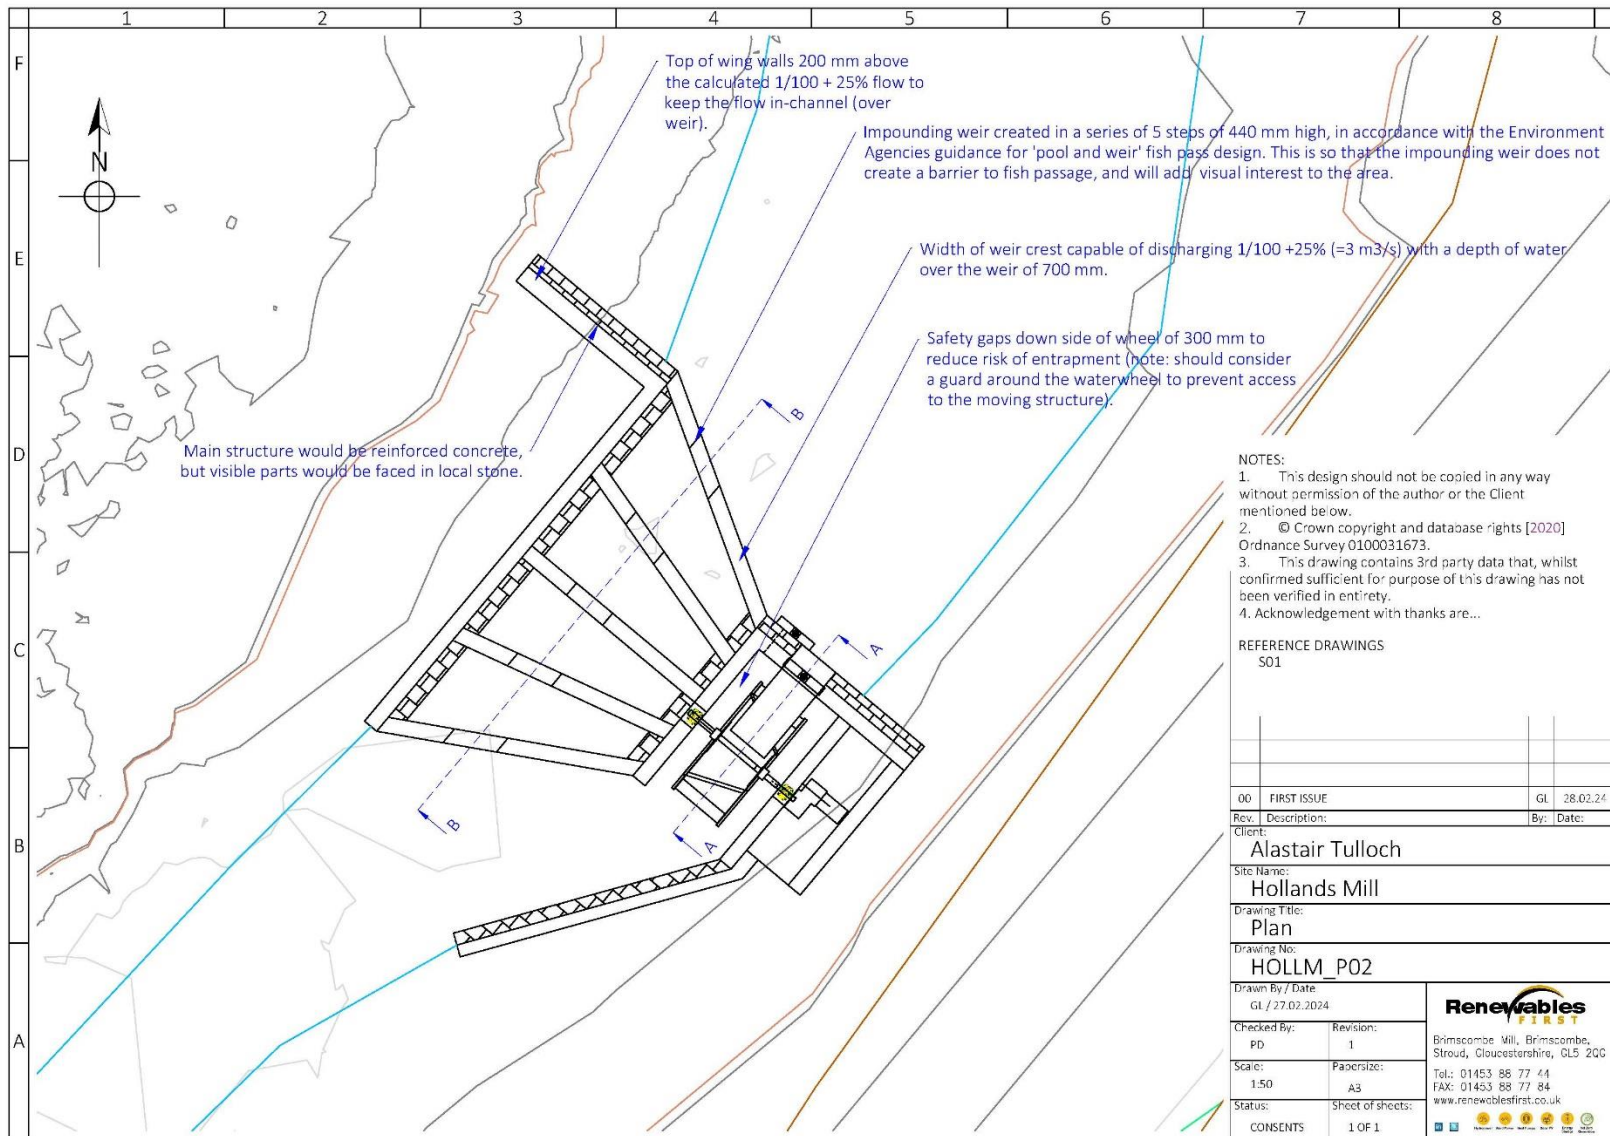 1 2 3 4 5 6 7 8
F
E
D
C
B
A
N
Top of wing walls 200 mm above
the calculated 1/100 + 25% flow to
keep the flow in-channel (over
weir).
Impounding weir created in a series of 5 steps of 440 mm high, in accordance with the Environment
Agencies guidance for 'pool and weir' fish pass design. This is so that the impounding weir does not
create a barrier to fish passage, and will add visual interest to the area.
Width of weir crest capable of discharging 1/100 +25% (=3 m3/s) with a depth of water
over the weir of 700 mm.
Safety gaps down side of wheel of 300 mm to
reduce risk of entrapment (note: should consider
a guard around the waterwheel to prevent access
to the moving structure).
Main structure would be reinforced concrete,
but visible parts would be faced in local stone.
B
A
B
A
NOTES:
1. This design should not be copied in any way
without permission of the author or the Client
mentioned below.
2. © Crown copyright and database rights [2020]
Ordnance Survey 0100031673.
3. This drawing contains 3rd party data that, whilst
confirmed sufficient for purpose of this drawing has not
been verified in entirety.
4. Acknowledgement with thanks are...
REFERENCE DRAWINGS
S01
00 FIRST ISSUE GL 28.02.24
Rev. Description: By: Date:
Client:
Alastair Tulloch
Site Name:
Hollands Mill
Drawing Title:
Plan
Drawing No:
HOLLM_P02
Drawn By / Date
GL / 27.02.2024
Checked By: Revision:
PD 1
Scale: Papersize:
1:50 A3
Status: Sheet of sheets:
CONSENTS 1 OF 1
Renewables
FIRST
Brimscombe Mill, Brimscombe,
Stroud, Gloucestershire, GL5 2QG
Tel.: 01453 88 77 44
FAX: 01453 88 77 84
www.renewablesfirst.co.uk